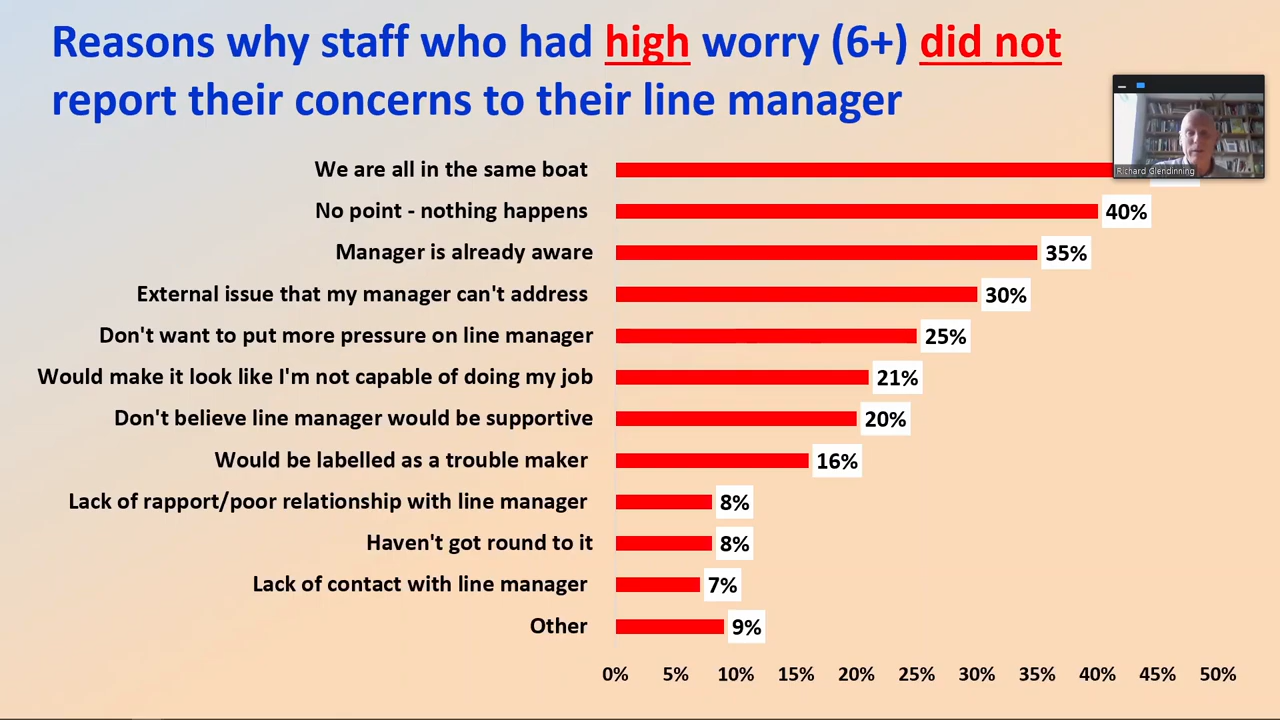 Reasons why staff who had high worry (6+) did not
report their concerns to their line manager
Richard Glendinning
We are all in the same boat
No point - nothing happens 40%
Manager is already aware 35%
External issue that my manager can't address 30%
Don't want to put more pressure on line manager 25%
Would make it look like I'm not capable of doing my job 21%
Don't believe line manager would be supportive 20%
Would be labelled as a trouble maker 16%
Lack of rapport/poor relationship with line manager 8%
Haven't got round to it 8%
Lack of contact with line manager 7%
Other 9%
0% 5% 10% 15% 20% 25% 30% 35% 40% 45% 50%